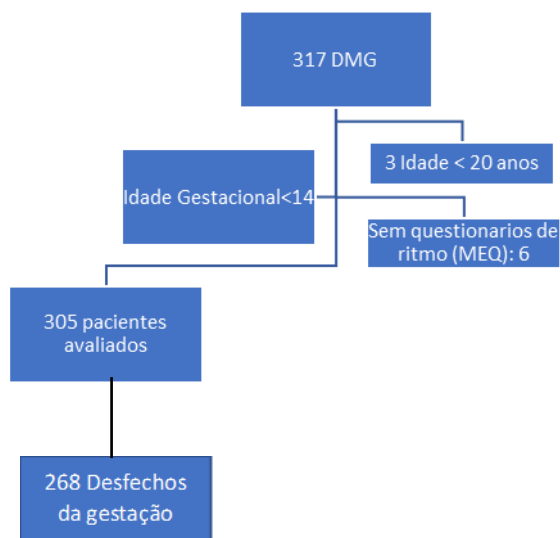 317 DMG
3 Idade < 20 anos
Idade Gestacional<14
Sem questionarios de
ritmo (MEQ): 6
305 pacientes
avaliados
268 Desfechos
da gestação